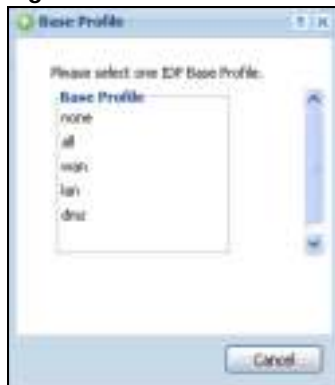 Base Profile
Please select one IDP Base Profile.
Base Profile
none
all
wan
lan
dmz
Cancel